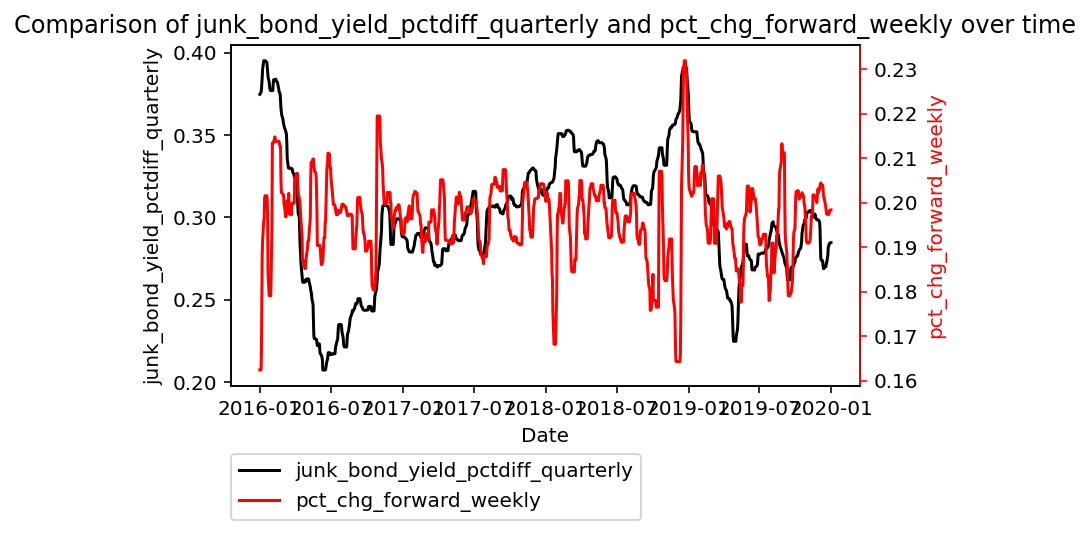 Comparison of junk_bond_yield_pctdiff_quarterly and pct_chg_forward_weekly over time
junk_bond_yield_pctdiff_quarterly
0.40
0.35
0.30
0.25
0.20
0.23
0.22
0.21
0.20
0.19
0.18
0.17
0.16
pct_chg_forward_weekly
2016-01 2016-07 2017-01 2017-07 2018-01 2018-07 2019-01 2019-07 2020-01
Date
junk_bond_yield_pctdiff_quarterly
pct_chg_forward_weekly